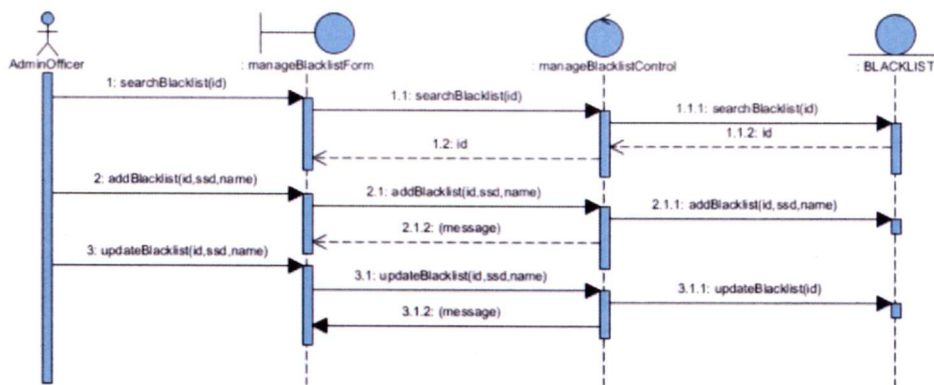 AdminOfficer
: manageBlacklistForm
: manageBlacklistControl
: BLACKLIST
1: searchBlacklist(id)
1.1: searchBlacklist(id)
1.1.1: searchBlacklist(id)
1.1.2: id
1.2: id
2: addBlacklist(id,ssd,name)
2.1: addBlacklist(id,ssd,name)
2.1.1: addBlacklist(id,ssd,name)
2.1.2: (message)
3: updateBlacklist(id,ssd,name)
3.1: updateBlacklist(id,ssd,name)
3.1.1: updateBlacklist(id)
3.1.2: (message)